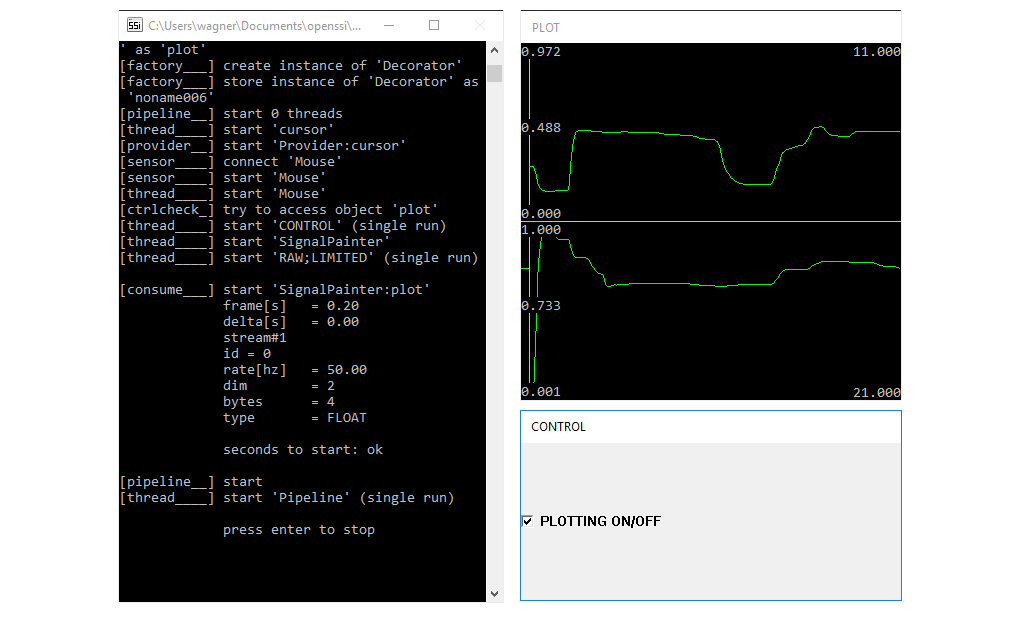 SSI C:\Users\wagner\Documents\openssi\...
' as 'plot'
[factory___] create instance of 'Decorator'
[factory___] store instance of 'Decorator' as
'noname006'
[pipeline__] start 0 threads
[thread____] start 'cursor'
[provider__] start 'Provider:cursor'
[sensor____] connect 'Mouse'
[sensor____] start 'Mouse'
[thread____] start 'Mouse'
[ctrlcheck_] try to access object 'plot'
[thread____] start 'CONTROL' (single run)
[thread____] start 'SignalPainter'
[thread____] start 'RAW;LIMITED' (single run)
[consume___] start 'SignalPainter:plot'
frame[s] = 0.20
delta[s] = 0.00
stream#1
id = 0
rate[hz] = 50.00
dim = 2
bytes = 4
type = FLOAT
seconds to start: ok
[pipeline__] start
[thread____] start 'Pipeline' (single run)
press enter to stop
PLOT
0.972 11.000
0.488
0.000
1.000
0.733
0.001 21.000
CONTROL
PLOTTING ON/OFF